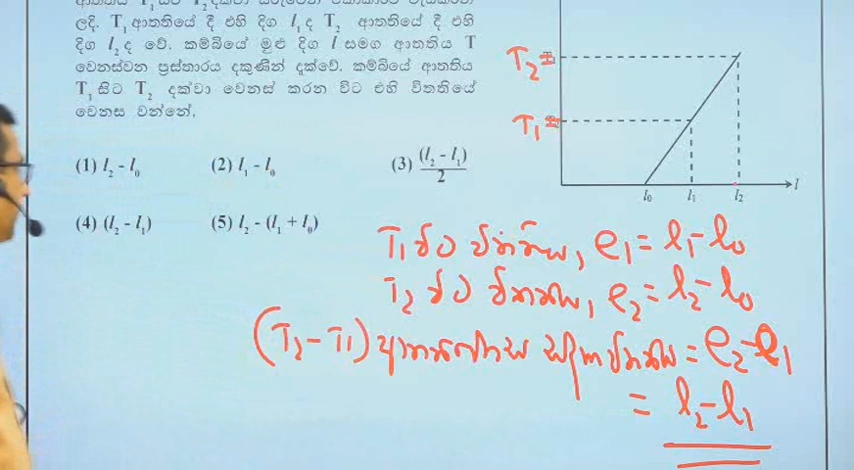 ලදි. T₁ ආතතියේ දී එහි දිග l₁ ද T₂ ආතතියේ දී එහි
දිග l₂ ද වේ. කම්බියේ මුළු දිග l සමග ආතතිය T
වෙනස්වන ප්‍රස්තාරය දකුණින් දැක්වේ. කම්බියේ ආතතිය
T₁ සිට T₂ දක්වා වෙනස් කරන විට එහි විතතියේ
වෙනස වන්නේ,
(1) l₂ - l₀ (2) l₁ - l₀ (3) (l₂ - l₁)/2
(4) (l₂ - l₁) (5) l₂ - (l₁ + l₀)
T₂
T₁
l₀ l₁ l₂ l
T₁ විට විතතිය, e₁ = l₁ - l₀
T₂ විට විතතිය, e₂ = l₂ - l₀
(T₂ - T₁) = e₂ - e₁
= l₂ - l₁